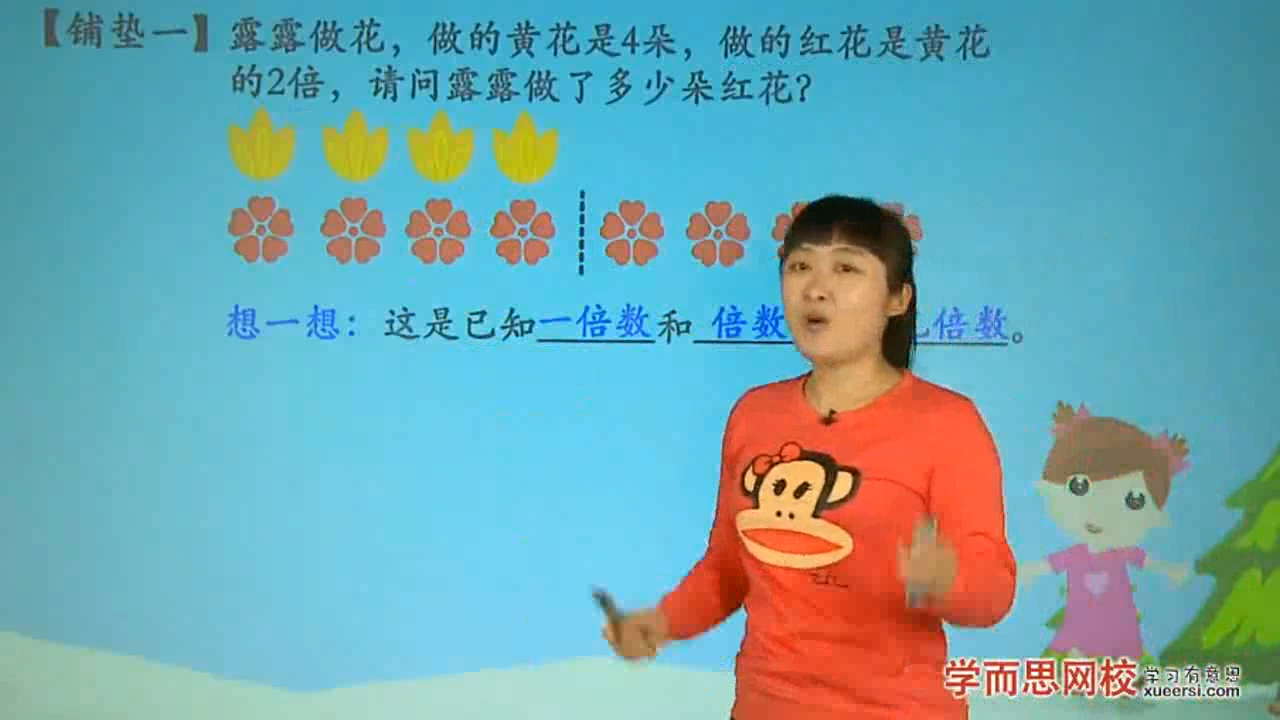 【铺垫一】露露做花，做的黄花是4朵，做的红花是黄花
的2倍，请问露露做了多少朵红花？
想一想：这是已知一倍数和 倍数 倍数。
学而思网校 学习有意思
xueersi.com